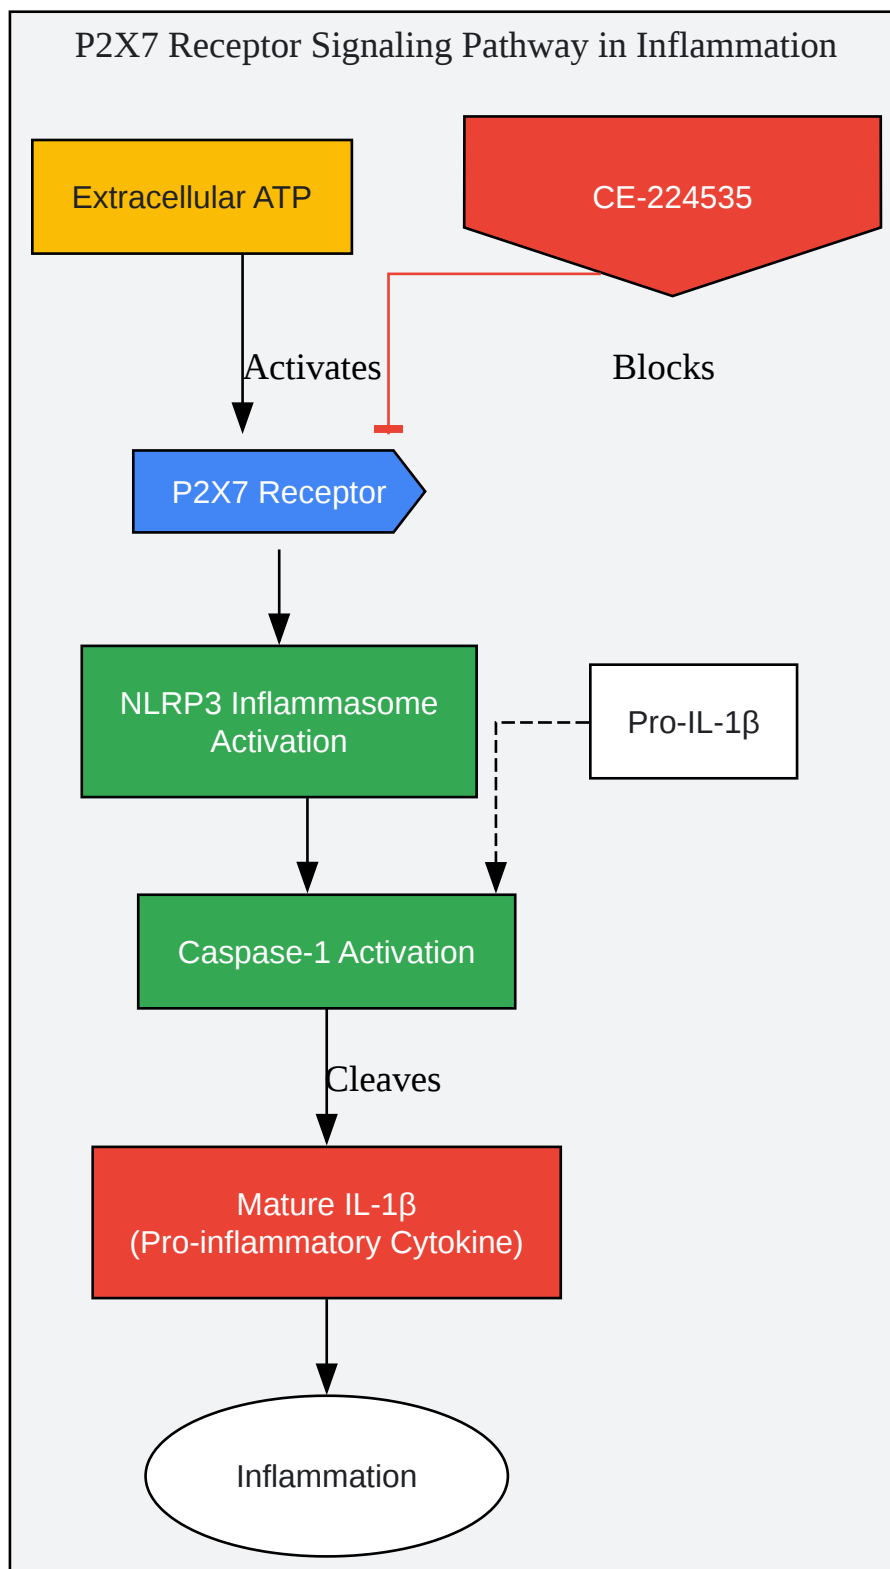 P2X7 Receptor Signaling Pathway in Inflammation
Extracellular ATP
CE-224535
Activates
Blocks
P2X7 Receptor
NLRP3 Inflammasome
Activation
Pro-IL-1β
Caspase-1 Activation
Cleaves
Mature IL-1β
(Pro-inflammatory Cytokine)
Inflammation